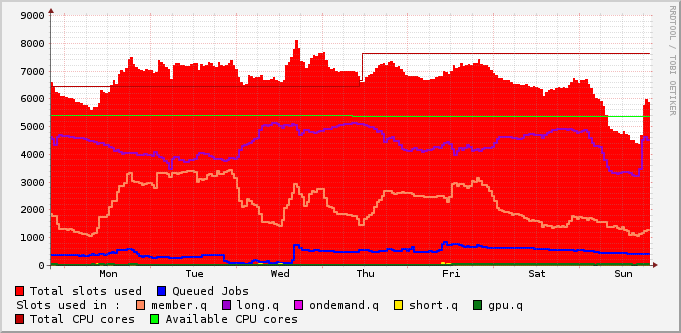 9000
8000
7000
6000
5000
4000
3000
2000
1000
0
Mon Tue Wed Thu Fri Sat Sun
Total slots used Queued Jobs
Slots used in : member.q long.q ondemand.q short.q gpu.q
Total CPU cores Available CPU cores
RRDTOOL / TOBI OETIKER